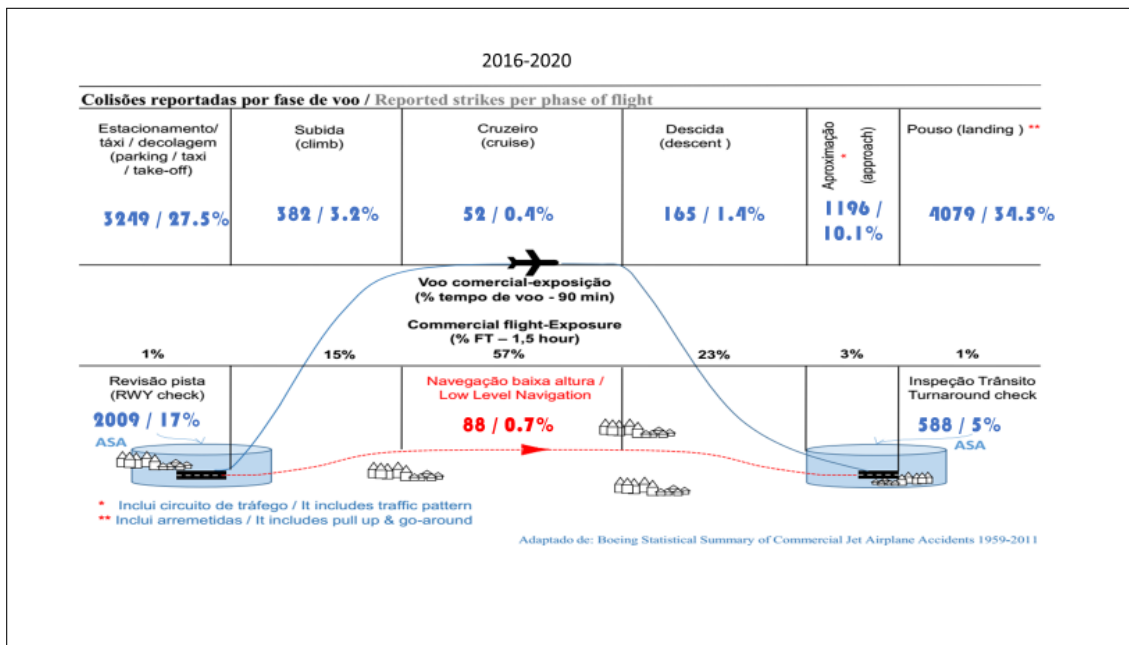 2016-2020
Colisões reportadas por fase de voo / Reported strikes per phase of flight
Estacionamento/
táxi / decolagem
(parking / taxi
/ take-off)
3249 / 27.5%
Subida
(climb)
382 / 3.2%
Cruzeiro
(cruise)
52 / 0.4%
Descida
(descent )
165 / 1.4%
Aproximação
*
(approach)
1196 /
10.1%
Pouso (landing ) **
4079 / 34.5%
Voo comercial-exposição
(% tempo de voo - 90 min)
Commercial flight-Exposure
(% FT – 1,5 hour)
1%
15%
57%
23%
3%
1%
Revisão pista
(RWY check)
2009 / 17%
ASA
Navegação baixa altura /
Low Level Navigation
88 / 0.7%
Inspeção Trânsito
Turnaround check
588 / 5%
ASA
* Inclui circuito de tráfego / It includes traffic pattern
** Inclui arremetidas / It includes pull up & go-around
Adaptado de: Boeing Statistical Summary of Commercial Jet Airplane Accidents 1959-2011